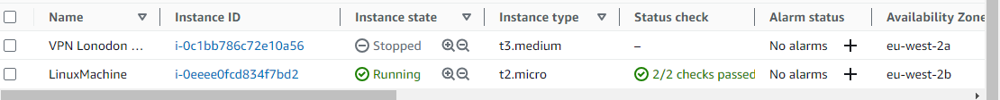 Name Instance ID Instance state Instance type Status check Alarm status Availability Zone
VPN Lonodon ... i-0c1bb786c72e10a56 Stopped t3.medium – No alarms + eu-west-2a
LinuxMachine i-0eeee0fcd834f7bd2 Running t2.micro 2/2 checks passed No alarms + eu-west-2b